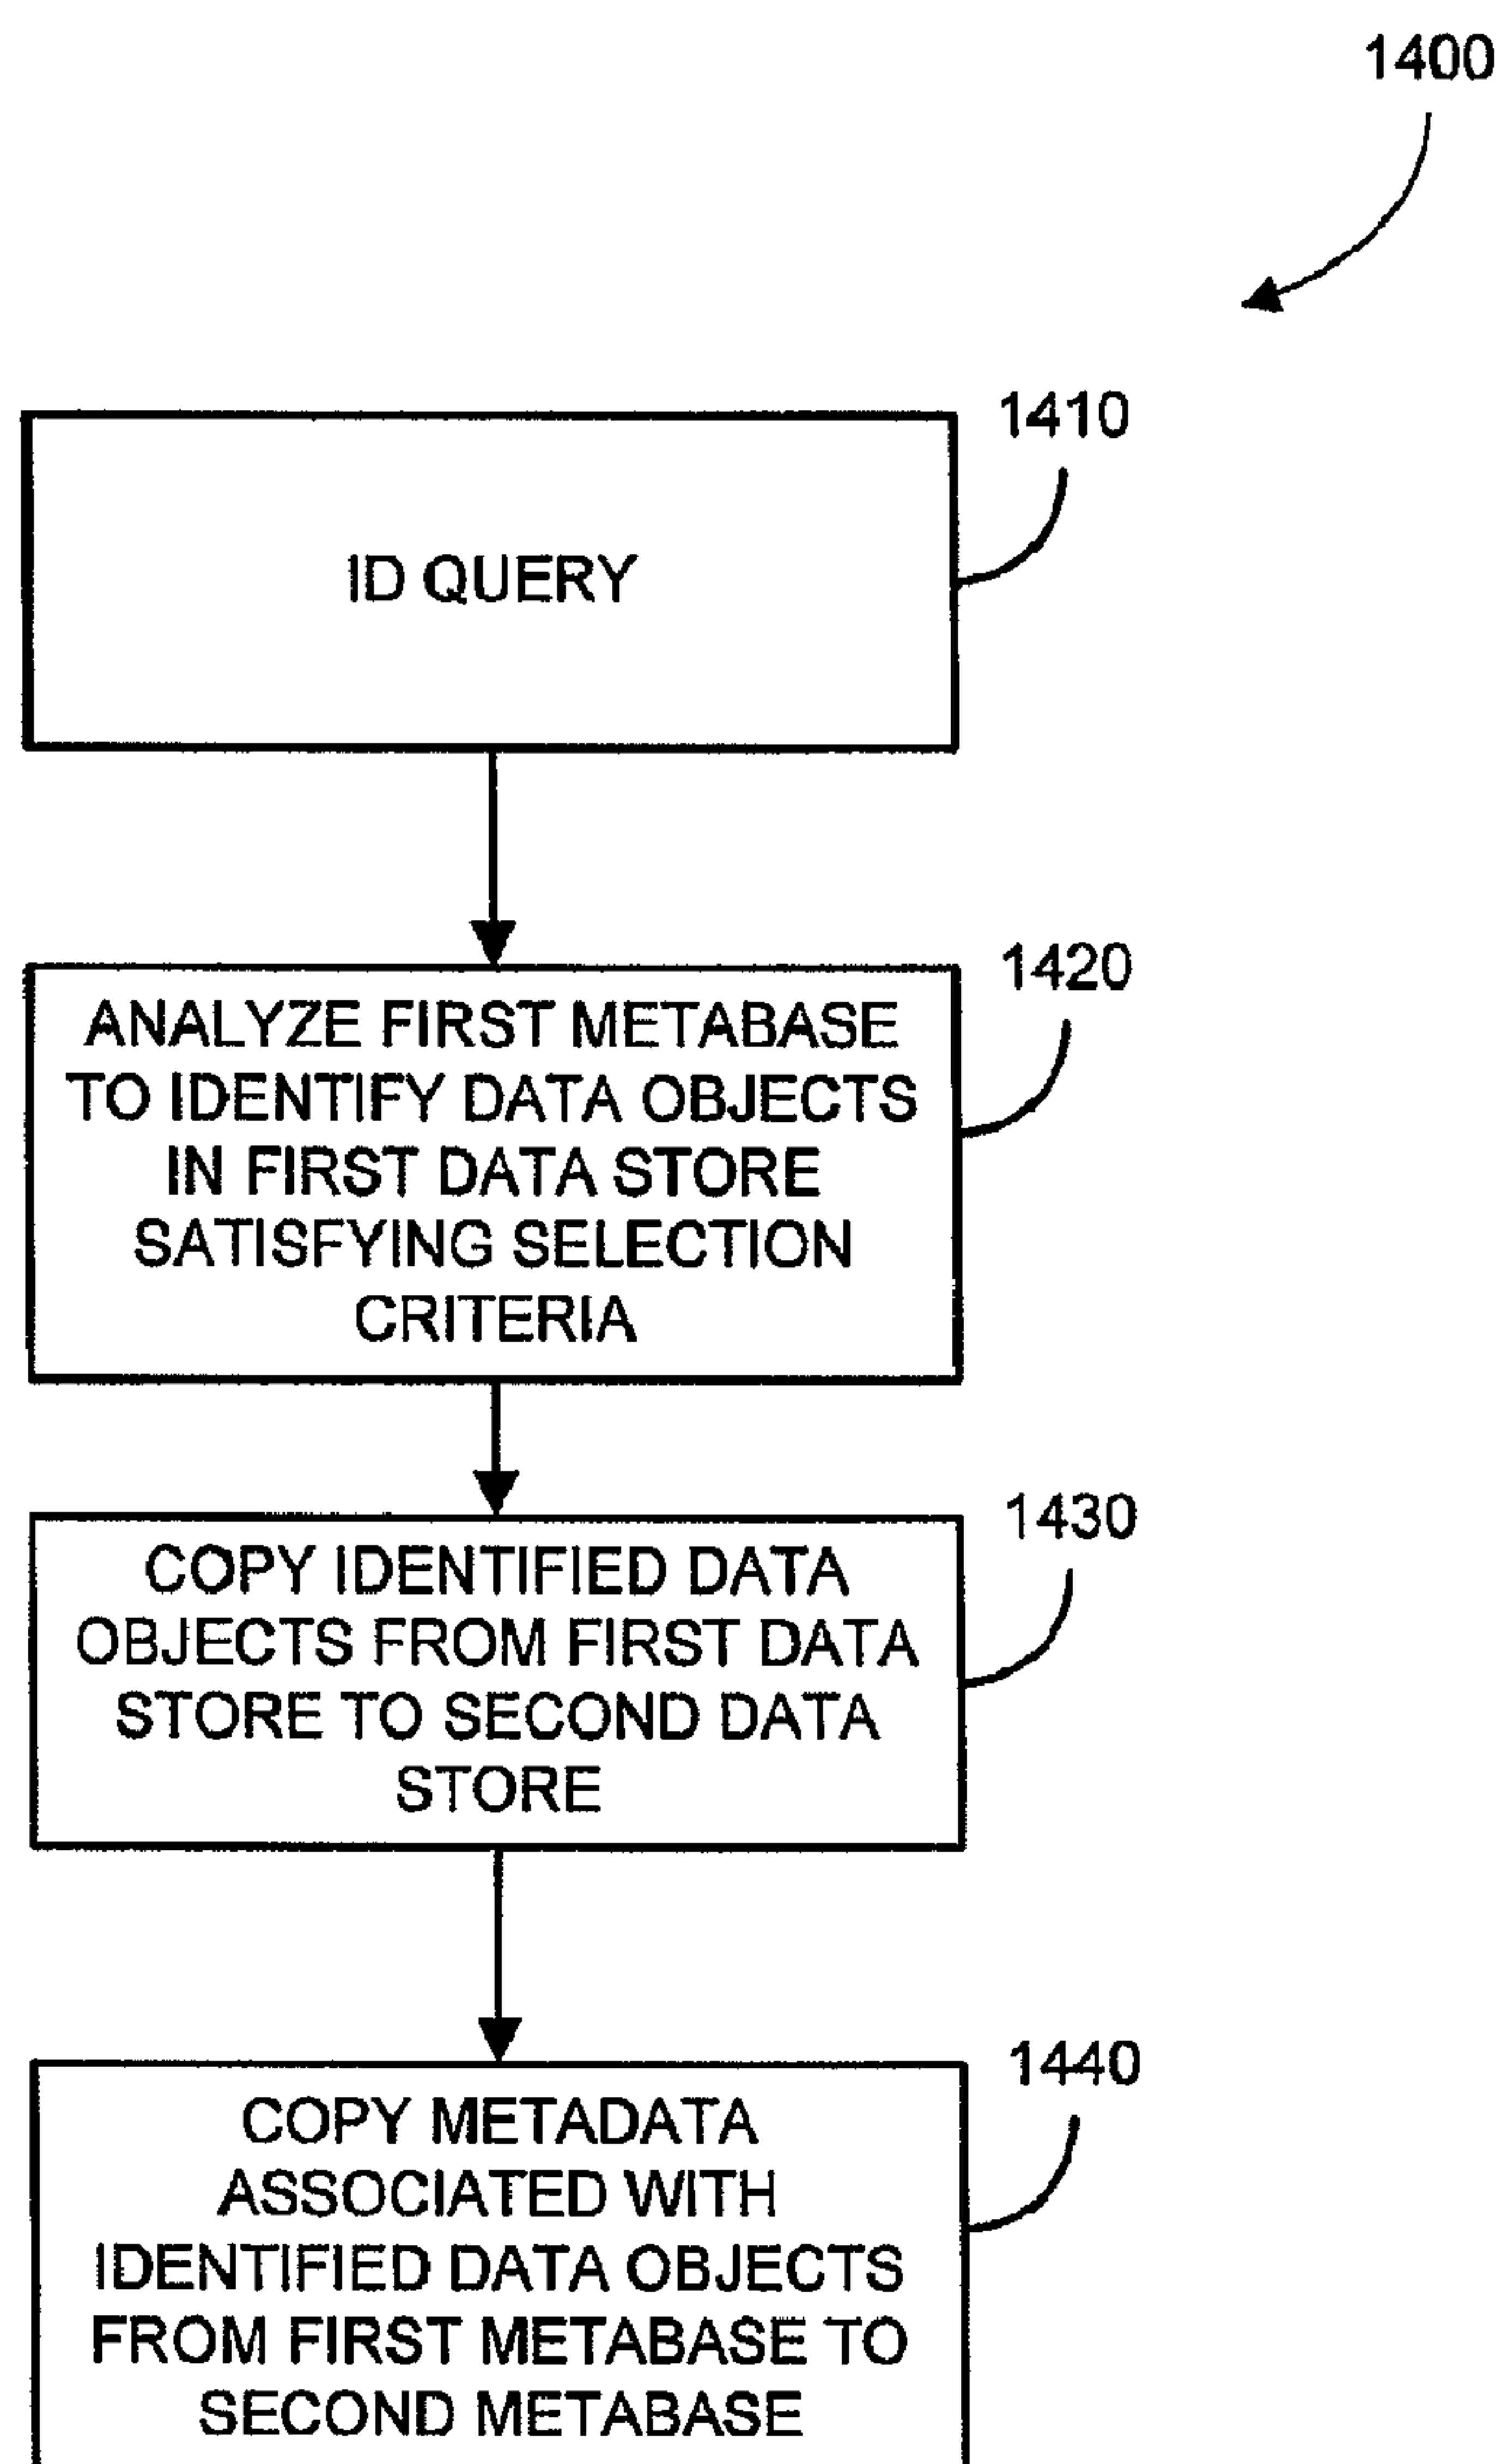 1400
1410
ID QUERY
1420
ANALYZE FIRST METABASE
TO IDENTIFY DATA OBJECTS
IN FIRST DATA STORE
SATISFYING SELECTION
CRITERIA
1430
COPY IDENTIFIED DATA
OBJECTS FROM FIRST DATA
STORE TO SECOND DATA
STORE
1440
COPY METADATA
ASSOCIATED WITH
IDENTIFIED DATA OBJECTS
FROM FIRST METABASE TO
SECOND METABASE